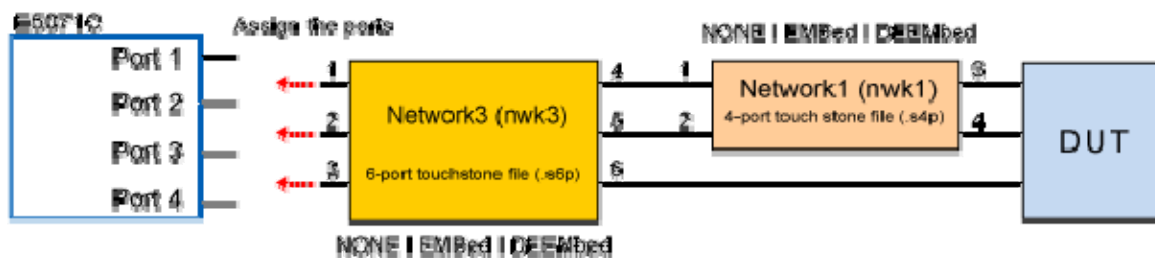 E5071C
Assign the ports
NONE | EMBed | DEEMbed
Port 1
Port 2
Port 3
Port 4
1
2
3
Network3 (nwk3)
6-port touchstone file (.s6p)
4
5
6
1
2
Network1 (nwk1)
4-port touch stone file (.s4p)
3
4
DUT
NONE | EMBed | DEEMbed